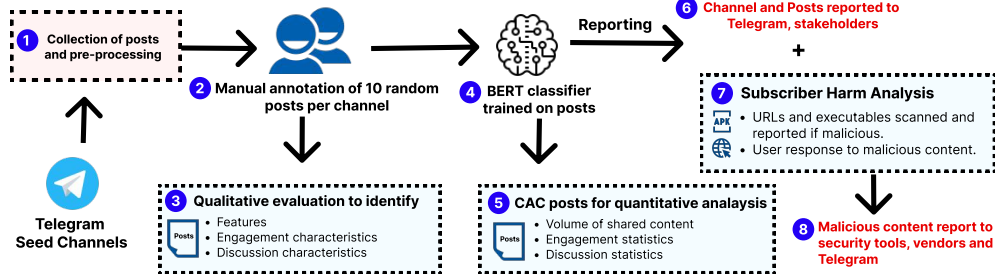 1
Collection of posts
and pre-processing
Telegram
Seed Channels
2
Manual annotation of 10 random
posts per channel
3
Qualitative evaluation to identify
Posts
• Features
• Engagement characteristics
• Discussion characteristics
4
BERT classifier
trained on posts
5
CAC posts for quantitative analaysis
Posts
• Volume of shared content
• Engagement statistics
• Discussion statistics
Reporting
6
Channel and Posts reported to
Telegram, stakeholders
+
7
Subscriber Harm Analysis
APK
• URLs and executables scanned and
reported if malicious.
• User response to malicious content.
8
Malicious content report to
security tools, vendors and
Telegram